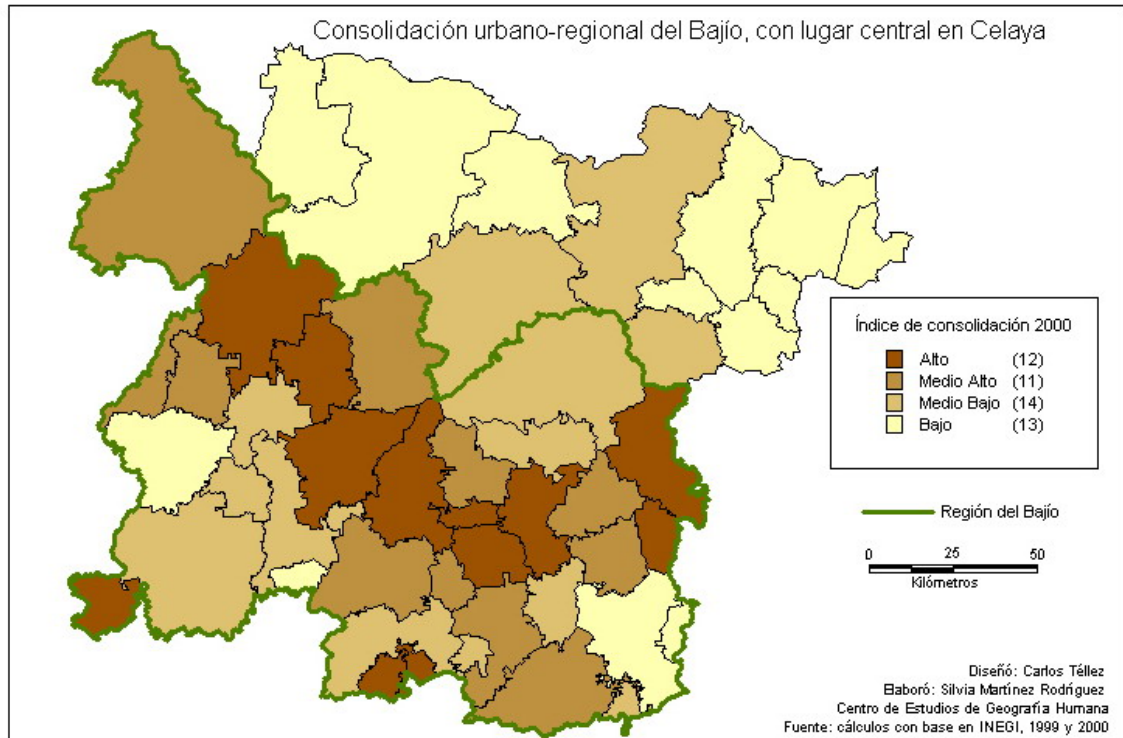 Consolidación urbano-regional del Bajío, con lugar central en Celaya
Índice de consolidación 2000
Alto (12)
Medio Alto (11)
Medio Bajo (14)
Bajo (13)
Región del Bajío
0 25 50
Kilómetros
Diseñó: Carlos Téllez
Elaboró: Silvia Martínez Rodríguez
Centro de Estudios de Geografía Humana
Fuente: cálculos con base en INEGI, 1999 y 2000